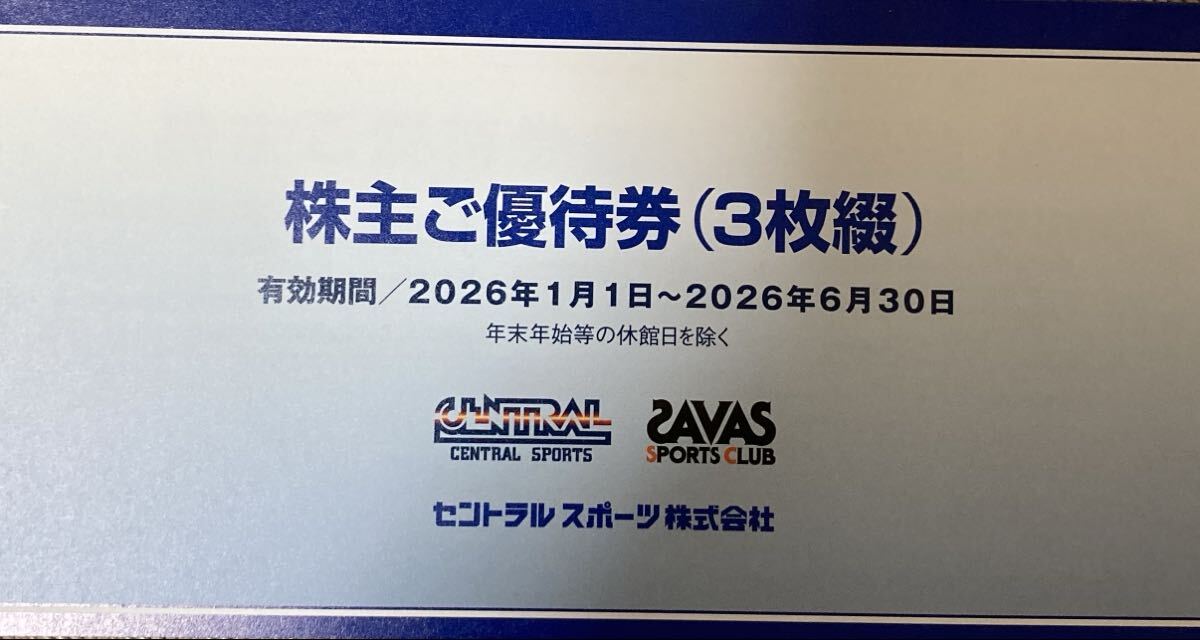 株主ご優待券(3枚綴)
有効期間／2026年1月1日～2026年6月30日
年末年始等の休館日を除く
CENTRAL SAVAS
CENTRAL SPORTS SPORTS CLUB
セントラルスポーツ株式会社